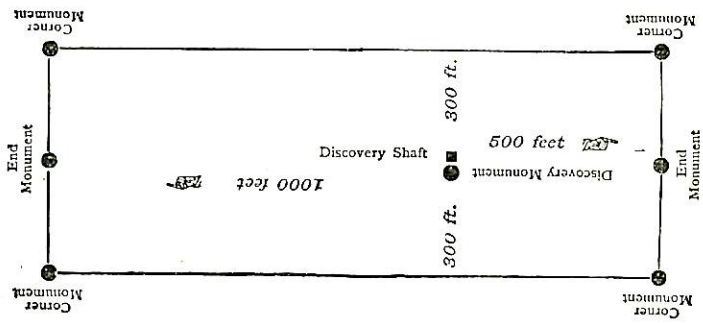 Corner
Monument
Corner
Monument
300 ft.
500 feet
End
Monument
Discovery Shaft
End
Monument
Discovery Monument
1000 feet
300 ft.
Corner
Monument
Corner
Monument